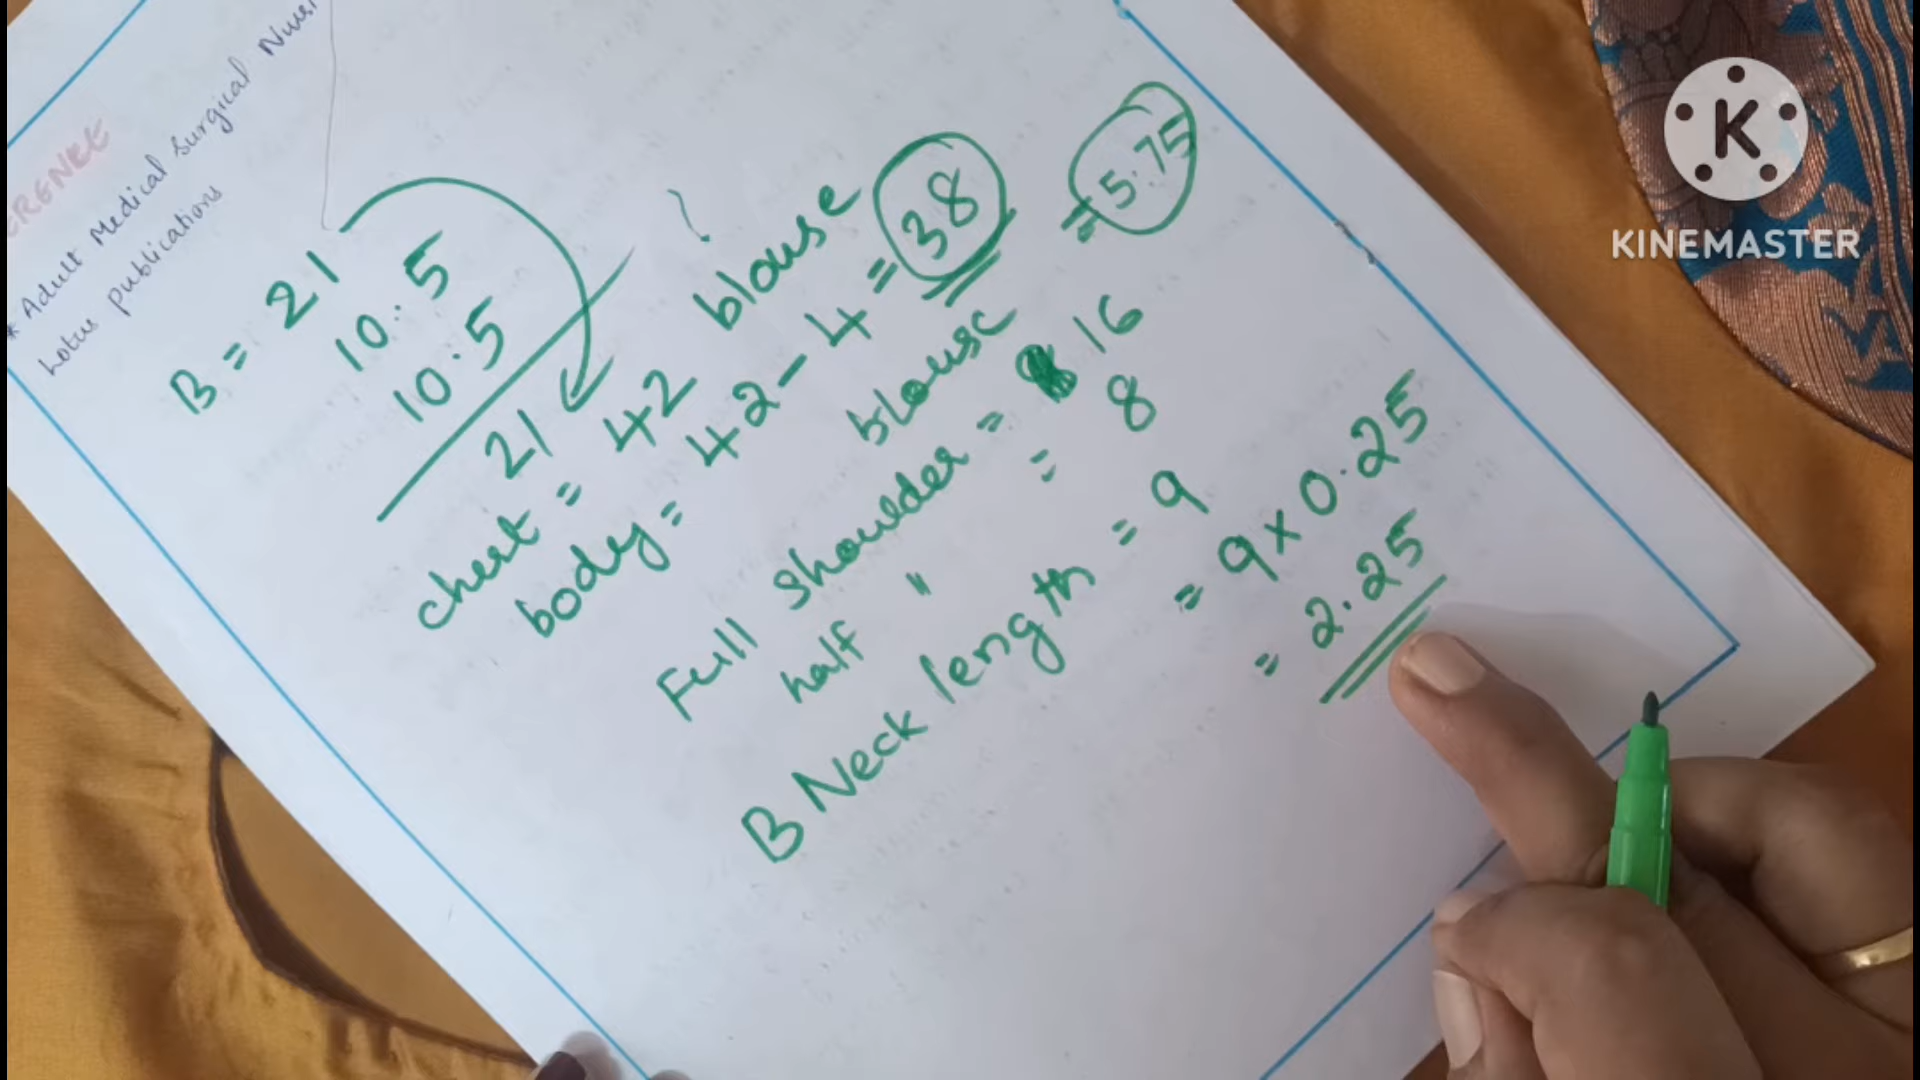 ERENCE
* Adult Medical Surgical
Lotus publications
B = 21
10.5
10.5
21
chest = 42 blouse
body = 42 - 4 = 38
blouse = 5.75
Full shoulder = 16
half " = 8
B Neck length = 9
= 9 x 0.25
= 2.25
KINEMASTER